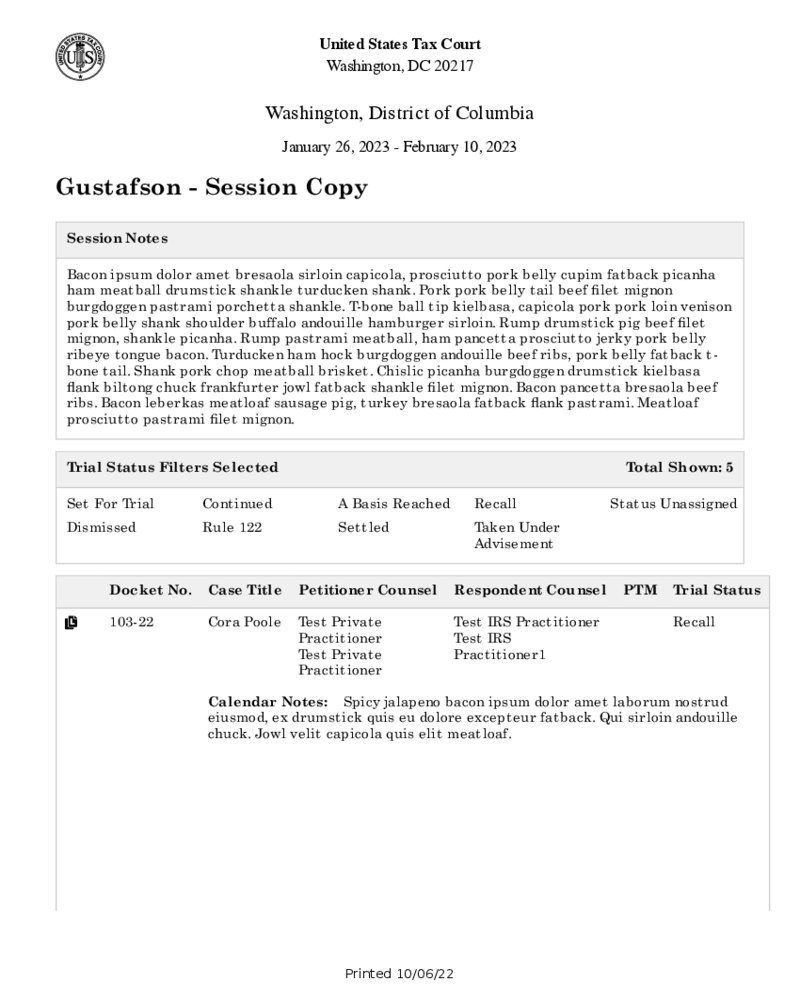 UNITED STATES TAX COURT
US
United States Tax Court
Washington, DC 20217
Washington, District of Columbia
January 26, 2023 - February 10, 2023
Gustafson - Session Copy
Session Notes
Bacon ipsum dolor amet bresaola sirloin capicola, prosciutto pork belly cupim fatback picanha
ham meatball drumstick shankle turducken shank. Pork pork belly tail beef filet mignon
burgdoggen pastrami porchetta shankle. T-bone ball tip kielbasa, capicola pork pork loin venison
pork belly shank shoulder buffalo andouille hamburger sirloin. Rump drumstick pig beef filet
mignon, shankle picanha. Rump pastrami meatball, ham pancetta prosciutto jerky pork belly
ribeye tongue bacon. Turducken ham hock burgdoggen andouille beef ribs, pork belly fatback t-
bone tail. Shank pork chop meatball brisket. Chislic picanha burgdoggen drumstick kielbasa
flank biltong chuck frankfurter jowl fatback shankle filet mignon. Bacon pancetta bresaola beef
ribs. Bacon leberkas meatloaf sausage pig, turkey bresaola fatback flank pastrami. Meatloaf
prosciutto pastrami filet mignon.
Trial Status Filters Selected Total Shown: 5
Set For Trial Continued A Basis Reached Recall Status Unassigned
Dismissed Rule 122 Settled Taken Under
Advisement
Docket No. Case Title Petitioner Counsel Respondent Counsel PTM Trial Status
103-22 Cora Poole Test Private Test IRS Practitioner Recall
Practitioner Test IRS
Test Private Practitioner1
Practitioner
Calendar Notes: Spicy jalapeno bacon ipsum dolor amet laborum nostrud
eiusmod, ex drumstick quis eu dolore excepteur fatback. Qui sirloin andouille
chuck. Jowl velit capicola quis elit meatloaf.
Printed 10/06/22